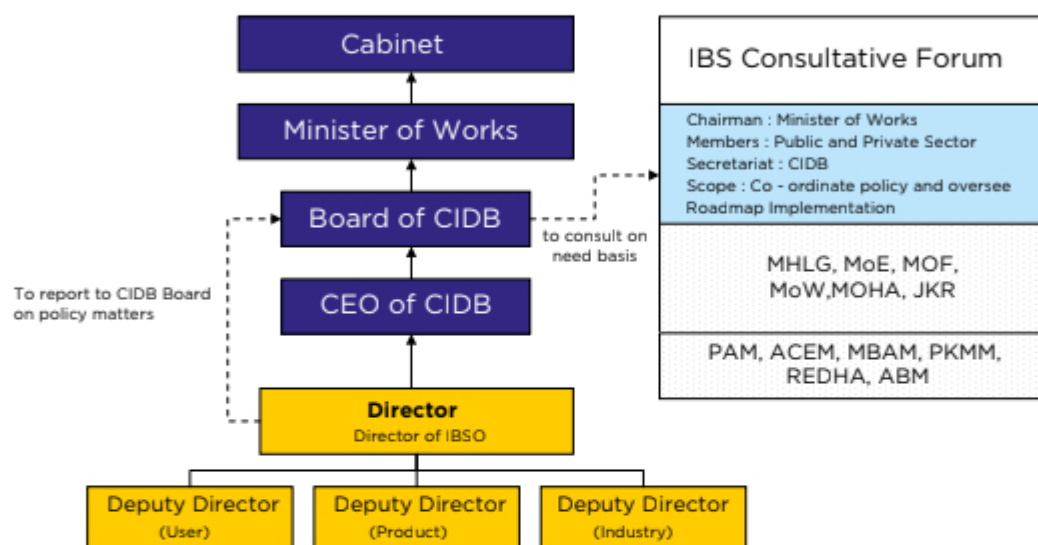 Cabinet
Minister of Works
Board of CIDB
to consult on
need basis
To report to CIDB Board
on policy matters
CEO of CIDB
Director
Director of IBSO
Deputy Director
(User)
Deputy Director
(Product)
Deputy Director
(Industry)
IBS Consultative Forum
Chairman : Minister of Works
Members : Public and Private Sector
Secretariat : CIDB
Scope : Co - ordinate policy and oversee
Roadmap Implementation
MHLG, MoE, MOF,
MoW,MOHA, JKR
PAM, ACEM, MBAM, PKMM,
REDHA, ABM